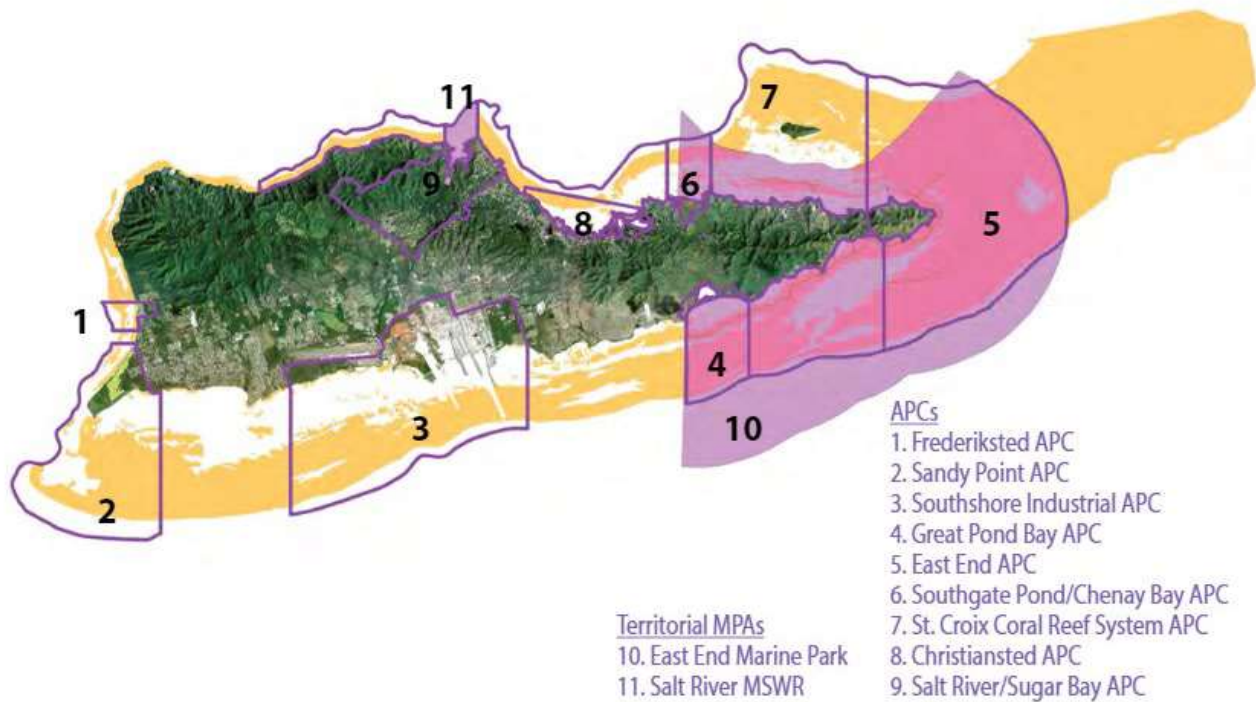 11
7
9
6
8
5
1
4
3
10
2
APCs
1. Frederiksted APC
2. Sandy Point APC
3. Southshore Industrial APC
4. Great Pond Bay APC
5. East End APC
6. Southgate Pond/Chenay Bay APC
7. St. Croix Coral Reef System APC
8. Christiansted APC
9. Salt River/Sugar Bay APC
Territorial MPAs
10. East End Marine Park
11. Salt River MSWR